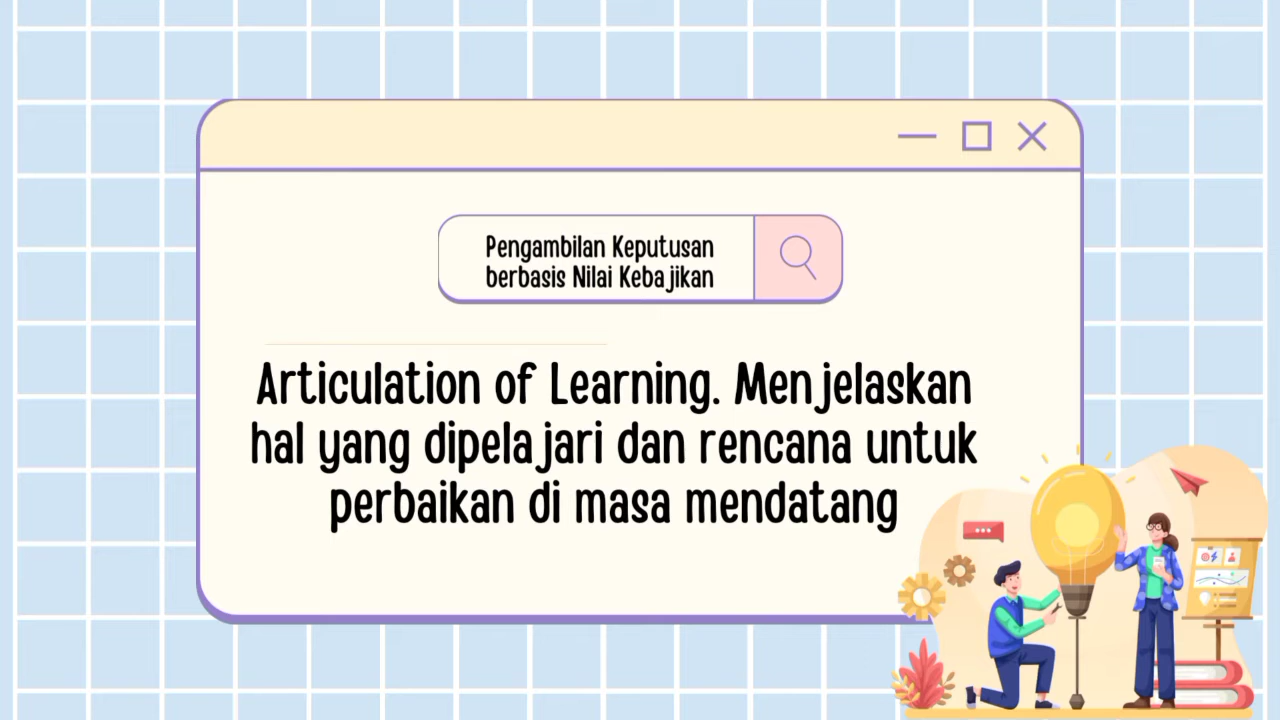 Pengambilan Keputusan
berbasis Nilai Kebajikan
Articulation of Learning. Menjelaskan
hal yang dipelajari dan rencana untuk
perbaikan di masa mendatang